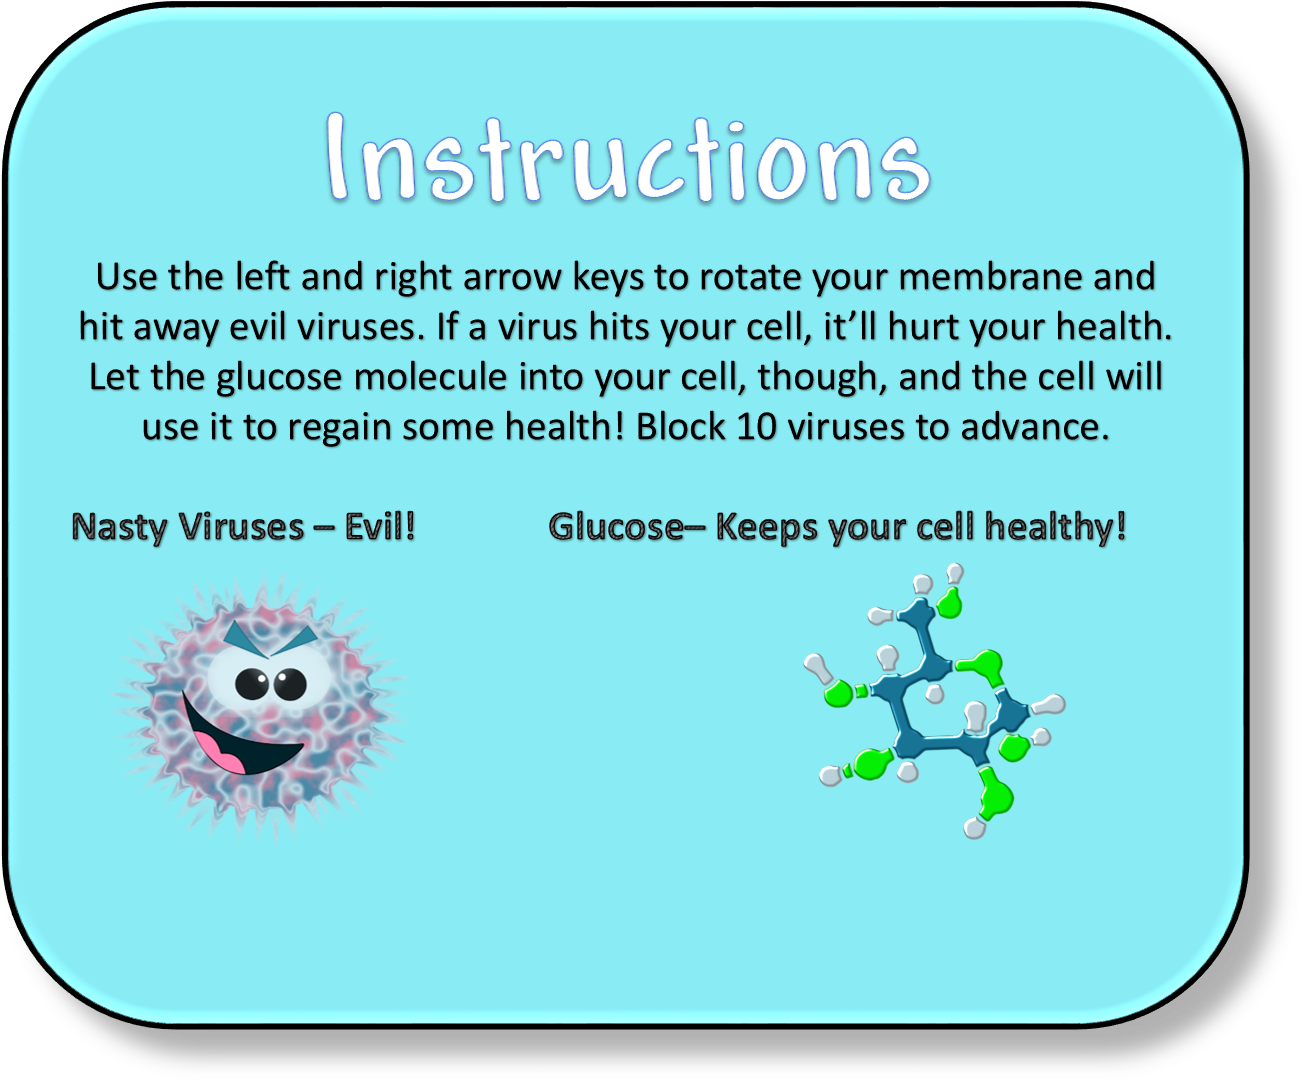 Instructions
Use the left and right arrow keys to rotate your membrane and
hit away evil viruses. If a virus hits your cell, it’ll hurt your health.
Let the glucose molecule into your cell, though, and the cell will
use it to regain some health! Block 10 viruses to advance.
Nasty Viruses – Evil!
Glucose– Keeps your cell healthy!